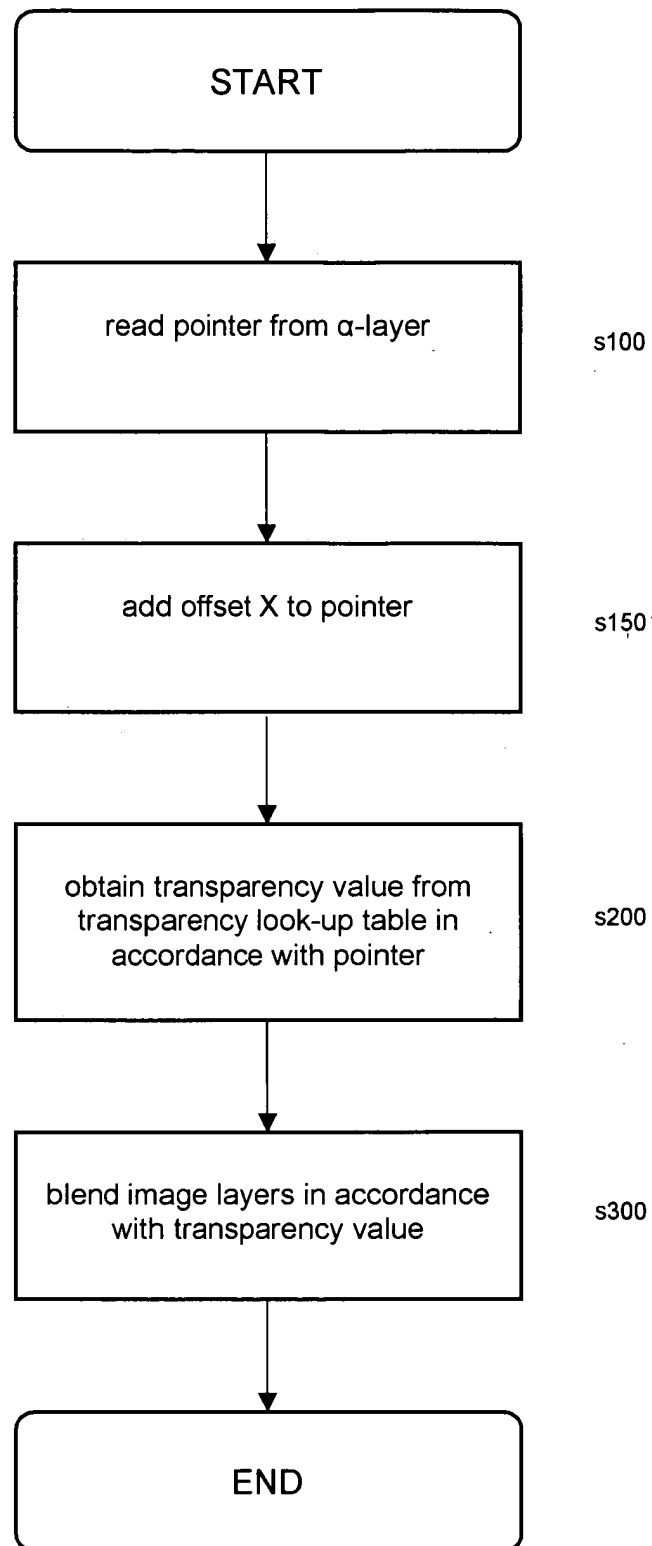 START
read pointer from α-layer
s100
add offset X to pointer
s150
obtain transparency value from
transparency look-up table in
accordance with pointer
s200
blend image layers in accordance
with transparency value
s300
END